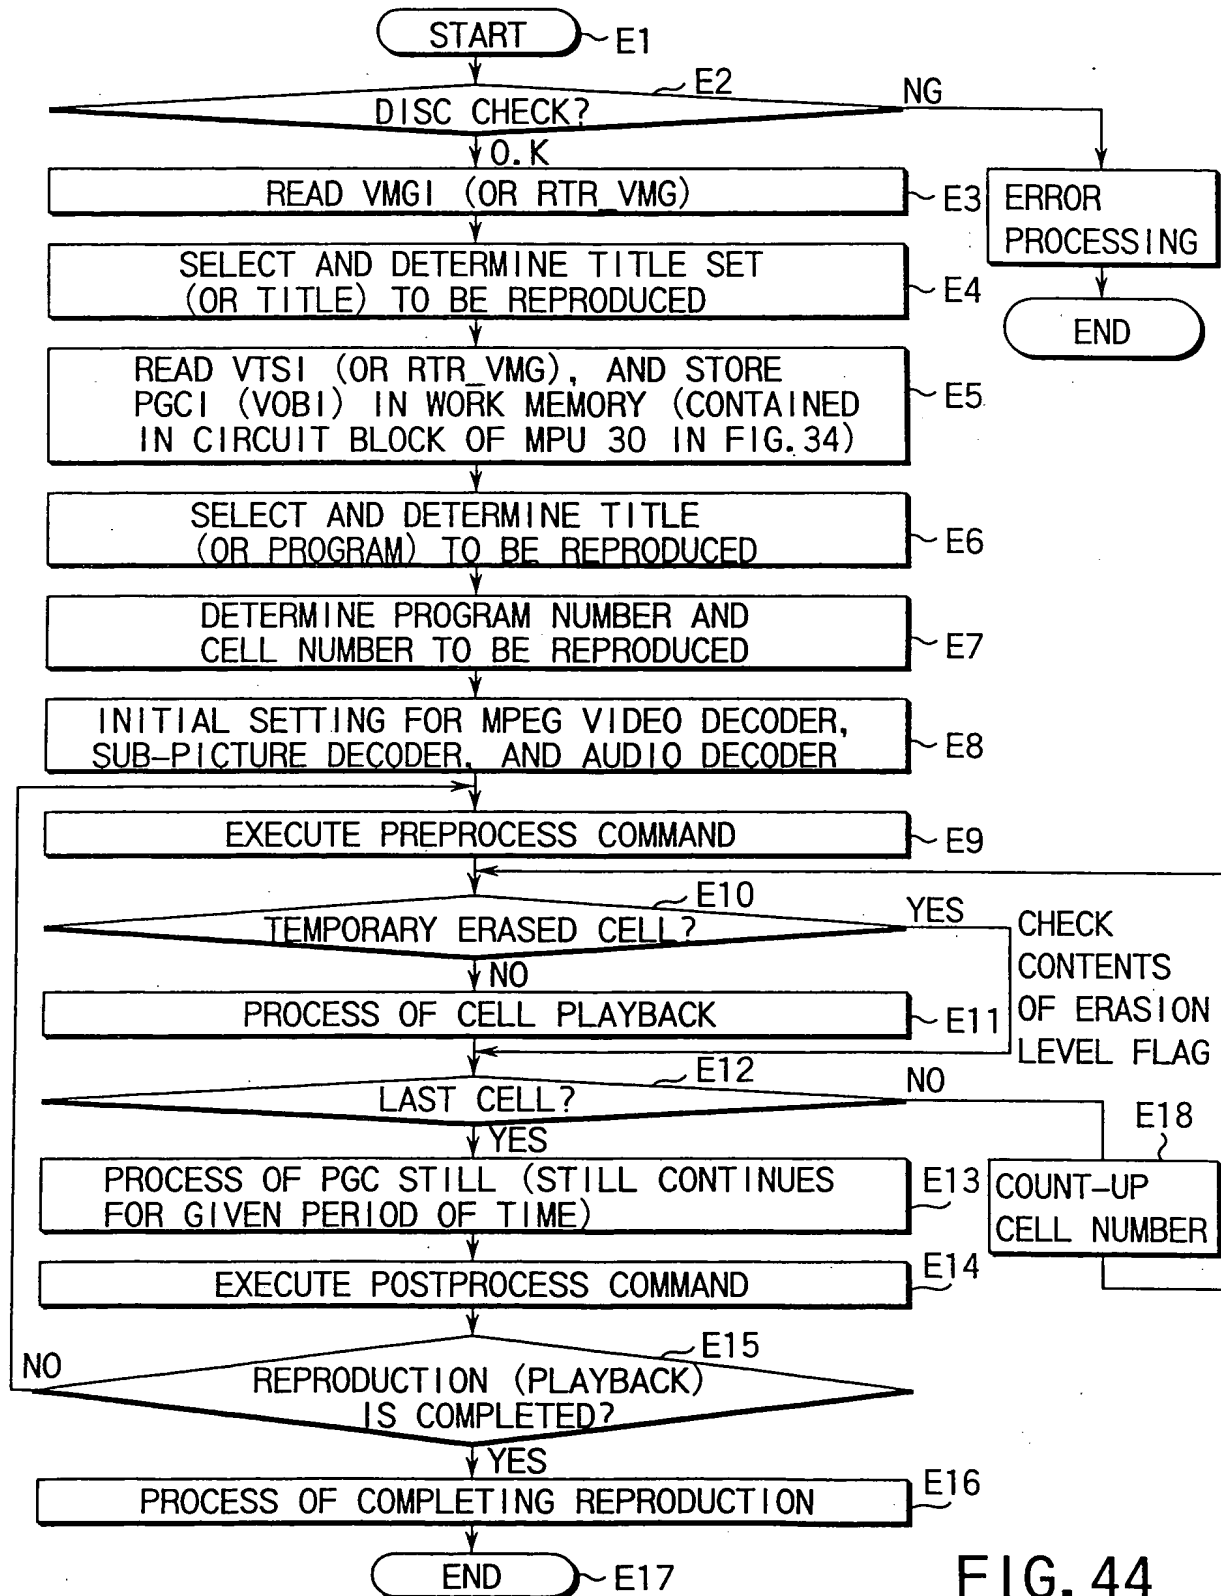 START
E1
E2
DISC CHECK?
NG
O.K
READ VMGI (OR RTR_VMG)
E3
ERROR
PROCESSING
END
SELECT AND DETERMINE TITLE SET
(OR TITLE) TO BE REPRODUCED
E4
READ VTSI (OR RTR_VMG), AND STORE
PGCI (VOBI) IN WORK MEMORY (CONTAINED
IN CIRCUIT BLOCK OF MPU 30 IN FIG.34)
E5
SELECT AND DETERMINE TITLE
(OR PROGRAM) TO BE REPRODUCED
E6
DETERMINE PROGRAM NUMBER AND
CELL NUMBER TO BE REPRODUCED
E7
INITIAL SETTING FOR MPEG VIDEO DECODER,
SUB-PICTURE DECODER, AND AUDIO DECODER
E8
EXECUTE PREPROCESS COMMAND
E9
E10
TEMPORARY ERASED CELL?
YES
CHECK
CONTENTS
OF ERASION
LEVEL FLAG
NO
PROCESS OF CELL PLAYBACK
E11
E12
LAST CELL?
NO
YES
E18
COUNT-UP
CELL NUMBER
PROCESS OF PGC STILL (STILL CONTINUES
FOR GIVEN PERIOD OF TIME)
E13
EXECUTE POSTPROCESS COMMAND
E14
E15
NO
REPRODUCTION (PLAYBACK)
IS COMPLETED?
YES
PROCESS OF COMPLETING REPRODUCTION
E16
END
E17
FIG. 44